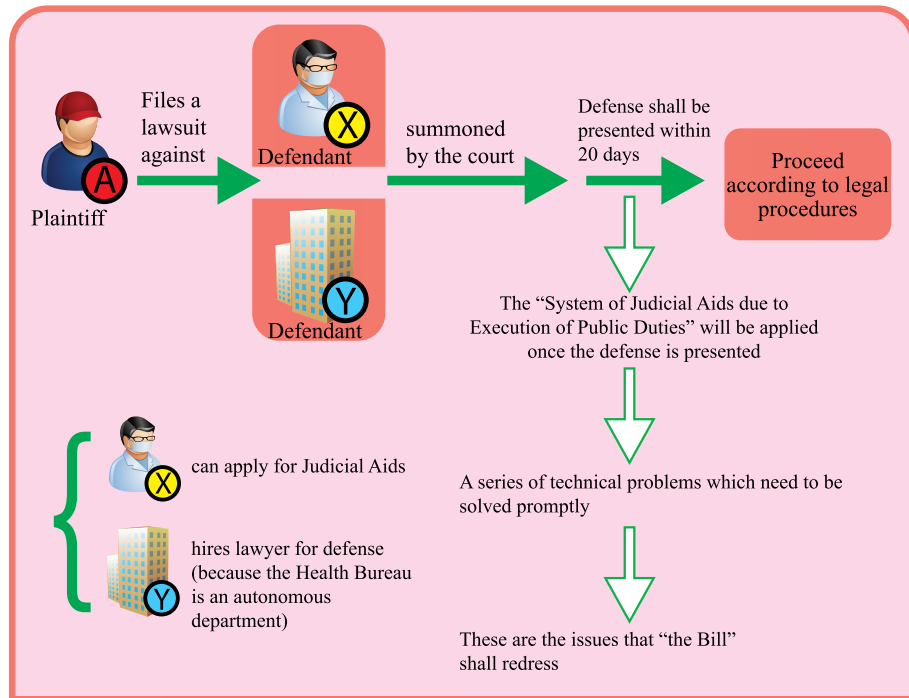 Files a
lawsuit
against
A
Plaintiff
X
Defendant
Y
Defendant
summoned
by the court
Defense shall be
presented within
20 days
Proceed
according to legal
procedures
The “System of Judicial Aids due to
Execution of Public Duties” will be applied
once the defense is presented
A series of technical problems which need to be
solved promptly
These are the issues that “the Bill”
shall redress
X
can apply for Judicial Aids
Y
hires lawyer for defense
(because the Health Bureau
is an autonomous
department)